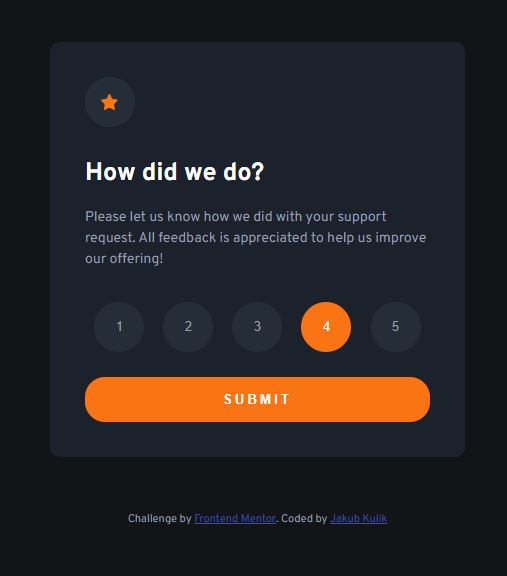 How did we do?
Please let us know how we did with your support
request. All feedback is appreciated to help us improve
our offering!
1 2 3 4 5
SUBMIT
Challenge by Frontend Mentor. Coded by Jakub Kulik